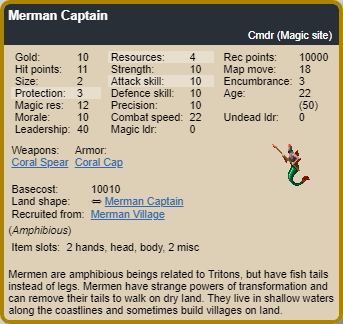 Merman Captain
Cmdr (Magic site)
Gold: 10 Resources: 4 Rec points: 10000
Hit points: 11 Strength: 10 Map move: 18
Size: 2 Attack skill: 10 Encumbrance: 3
Protection: 3 Defence skill: 10 Age: 22
Magic res: 12 Precision: 10 (50)
Morale: 10 Combat speed: 22 Undead ldr: 0
Leadership: 40 Magic ldr: 0
Weapons: Armor:
Coral Spear Coral Cap
Basecost: 10010
Land shape: ⇔ Merman Captain
Recruited from: Merman Village
(Amphibious)
Item slots: 2 hands, head, body, 2 misc
Mermen are amphibious beings related to Tritons, but have fish tails
instead of legs. Mermen have strange powers of transformation and
can remove their tails to walk on dry land. They live in shallow waters
along the coastlines and sometimes build villages on land.